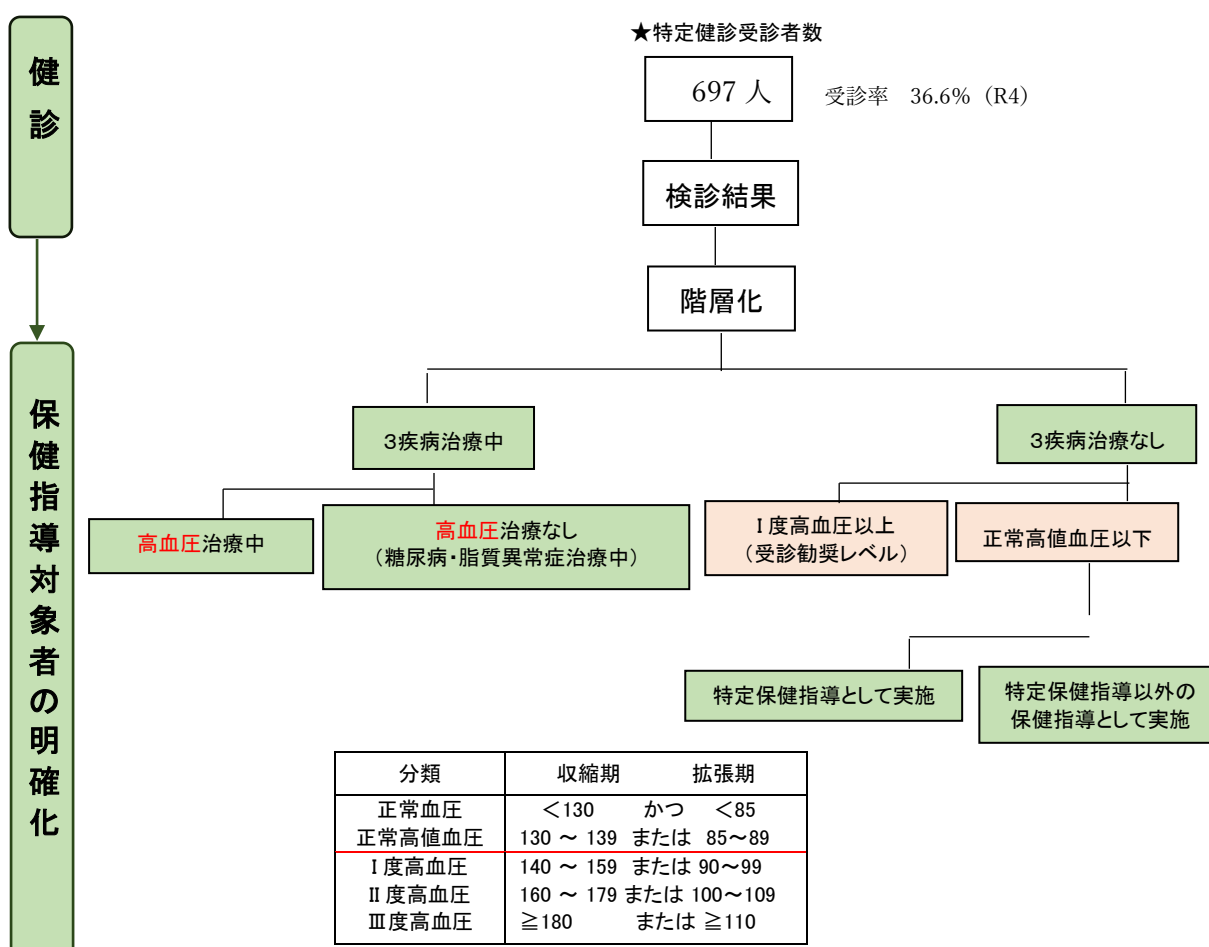 健診
★特定健診受診者数
697 人
受診率　36.6%（R4）
検診結果
階層化
保健指導対象者の明確化
3疾病治療中
3疾病治療なし
高血圧治療中
高血圧治療なし
（糖尿病・脂質異常症治療中）
Ⅰ度高血圧以上
（受診勧奨レベル）
正常高値血圧以下
特定保健指導として実施
特定保健指導以外の
保健指導として実施
分類　収縮期　拡張期
正常血圧　＜130　かつ　＜85
正常高値血圧　130 ～ 139 または 85～89
Ⅰ度高血圧　140 ～ 159 または 90～99
Ⅱ度高血圧　160 ～ 179 または 100～109
Ⅲ度高血圧　≧180　または ≧110